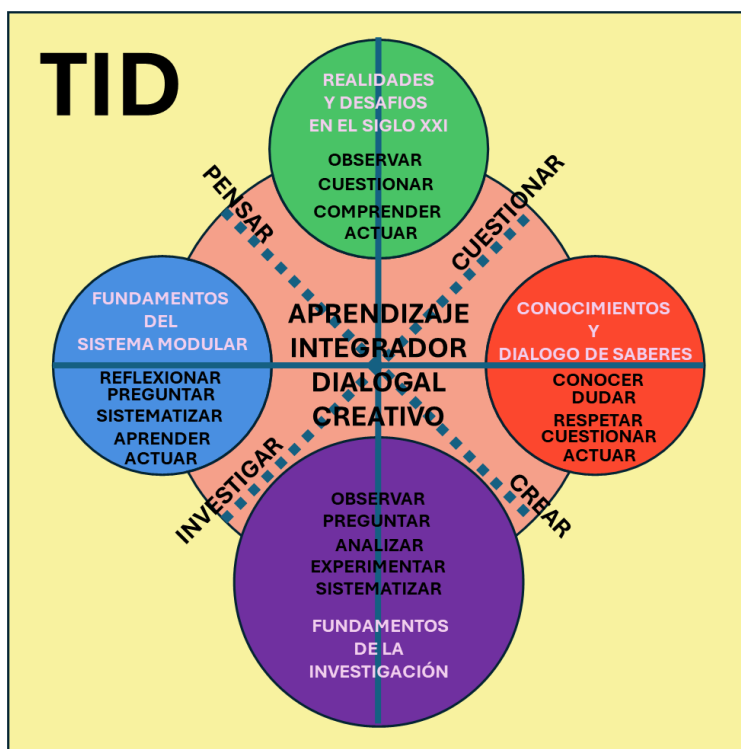 TID
REALIDADES
Y DESAFIOS
EN EL SIGLO XXI
OBSERVAR
CUESTIONAR
COMPRENDER
ACTUAR
PENSAR
CUESTIONAR
FUNDAMENTOS
DEL
SISTEMA MODULAR
REFLEXIONAR
PREGUNTAR
SISTEMATIZAR
APRENDER
ACTUAR
APRENDIZAJE
INTEGRADOR
DIALOGAL
CREATIVO
CONOCIMIENTOS
Y
DIALOGO DE SABERES
CONOCER
DUDAR
RESPETAR
CUESTIONAR
ACTUAR
INVESTIGAR
CREAR
OBSERVAR
PREGUNTAR
ANALIZAR
EXPERIMENTAR
SISTEMATIZAR
FUNDAMENTOS
DE LA
INVESTIGACIÓN